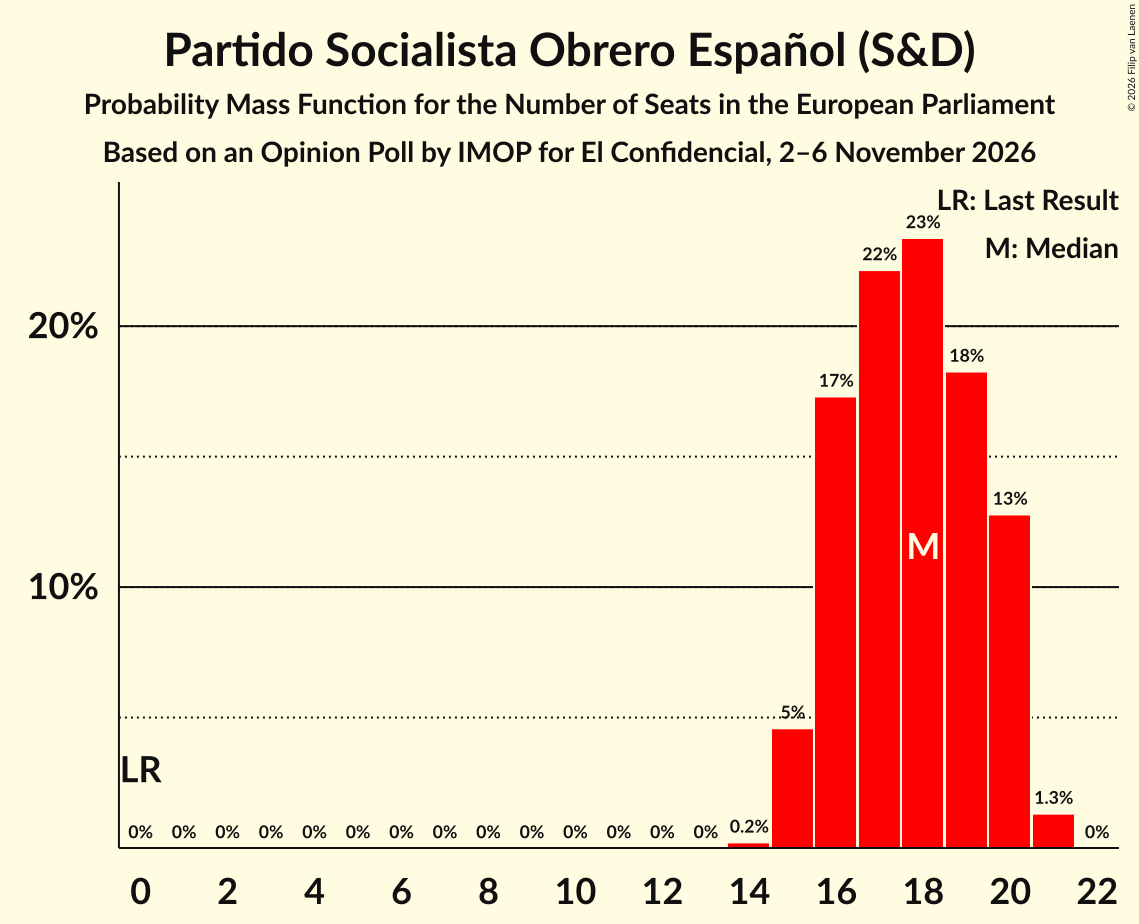 Partido Socialista Obrero Español (S&D)
Probability Mass Function for the Number of Seats in the European Parliament
Based on an Opinion Poll by IMOP for El Confidencial, 2–6 November 2026
© 2026 Filip van Laenen
LR: Last Result
M: Median
20%
10%
LR
M
0% 0% 0% 0% 0% 0% 0% 0% 0% 0% 0% 0% 0% 0% 0.2% 5% 17% 22% 23% 18% 13% 1.3% 0%
0 2 4 6 8 10 12 14 16 18 20 22